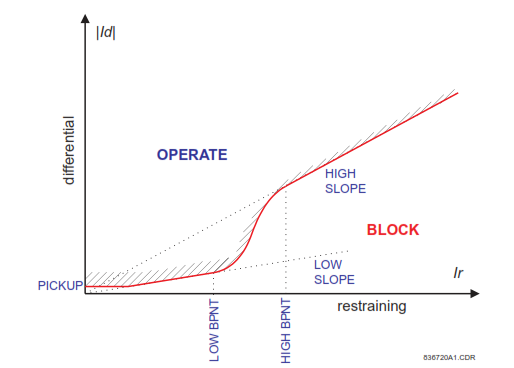 |Id|
differential
OPERATE
HIGH
SLOPE
BLOCK
LOW
SLOPE
Ir
PICKUP
restraining
LOW BPNT
HIGH BPNT
836720A1.CDR